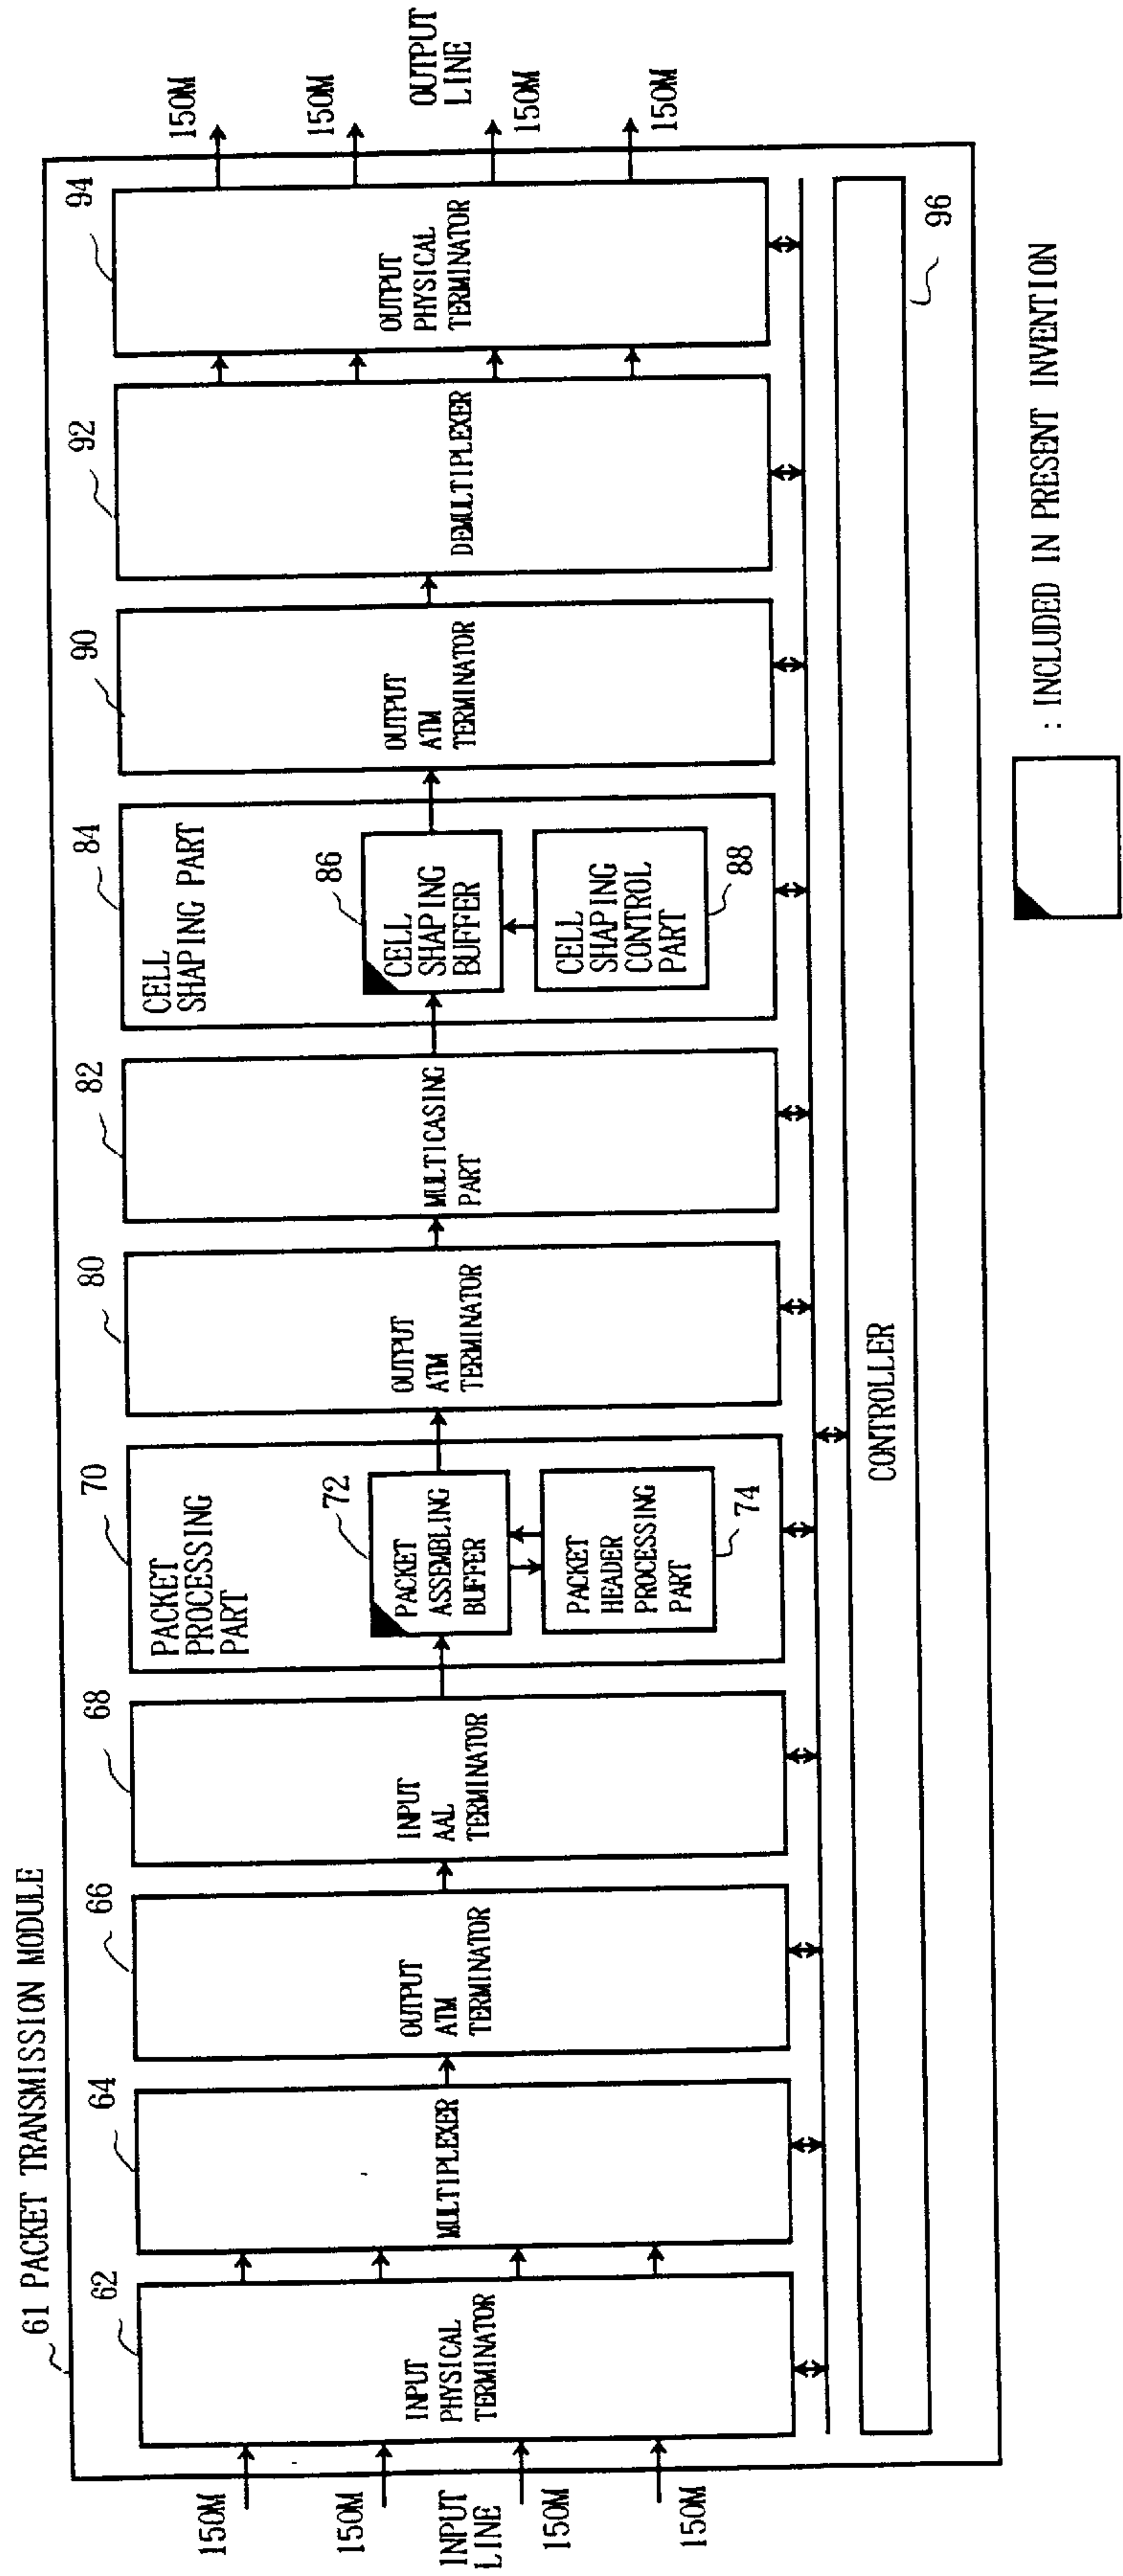 61 PACKET TRANSMISSION MODULE
150M
150M
INPUT
LINE
150M
150M
62
INPUT
PHYSICAL
TERMINATOR
64
MULTIPLEXER
66
OUTPUT
ATM
TERMINATOR
68
INPUT
AAL
TERMINATOR
70
PACKET
PROCESSING
PART
72
PACKET
ASSEMBLING
BUFFER
PACKET
HEADER
PROCESSING
PART
74
80
OUTPUT
ATM
TERMINATOR
82
MULTICASING
PART
84
CELL
SHAPING PART
86
CELL
SHAPING
BUFFER
CELL
SHAPING
CONTROL
PART
88
90
OUTPUT
ATM
TERMINATOR
92
DEMULTIPLEXER
94
OUTPUT
PHYSICAL
TERMINATOR
150M
150M
OUTPUT
LINE
150M
150M
CONTROLLER
96
: INCLUDED IN PRESENT INVENTION